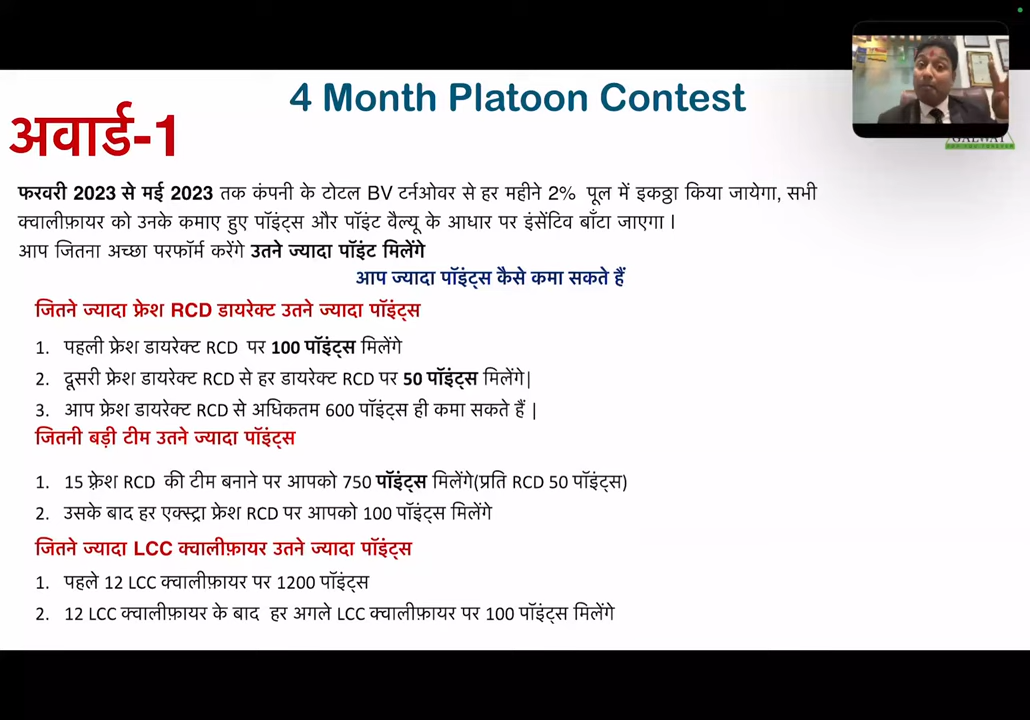 4 Month Platoon Contest
अवार्ड-1
GALWAY
फरवरी 2023 से मई 2023 तक कंपनी के टोटल BV टर्नओवर से हर महीने 2% पूल में इकठ्ठा किया जायेगा, सभी
क्वालीफ़ायर को उनके कमाए हुए पॉइंट्स और पॉइंट वैल्यू के आधार पर इंसेंटिव बाँटा जाएगा |
आप जितना अच्छा परफॉर्म करेंगे उतने ज्यादा पॉइंट मिलेंगे
आप ज्यादा पॉइंट्स कैसे कमा सकते हैं
जितने ज्यादा फ्रेश RCD डायरेक्ट उतने ज्यादा पॉइंट्स
1. पहली फ्रेश डायरेक्ट RCD पर 100 पॉइंट्स मिलेंगे
2. दूसरी फ्रेश डायरेक्ट RCD से हर डायरेक्ट RCD पर 50 पॉइंट्स मिलेंगे|
3. आप फ्रेश डायरेक्ट RCD से अधिकतम 600 पॉइंट्स ही कमा सकते हैं |
जितनी बड़ी टीम उतने ज्यादा पॉइंट्स
1. 15 फ़्रेश RCD की टीम बनाने पर आपको 750 पॉइंट्स मिलेंगे(प्रति RCD 50 पॉइंट्स)
2. उसके बाद हर एक्स्ट्रा फ्रेश RCD पर आपको 100 पॉइंट्स मिलेंगे
जितने ज्यादा LCC क्वालीफ़ायर उतने ज्यादा पॉइंट्स
1. पहले 12 LCC क्वालीफ़ायर पर 1200 पॉइंट्स
2. 12 LCC क्वालीफ़ायर के बाद हर अगले LCC क्वालीफ़ायर पर 100 पॉइंट्स मिलेंगे